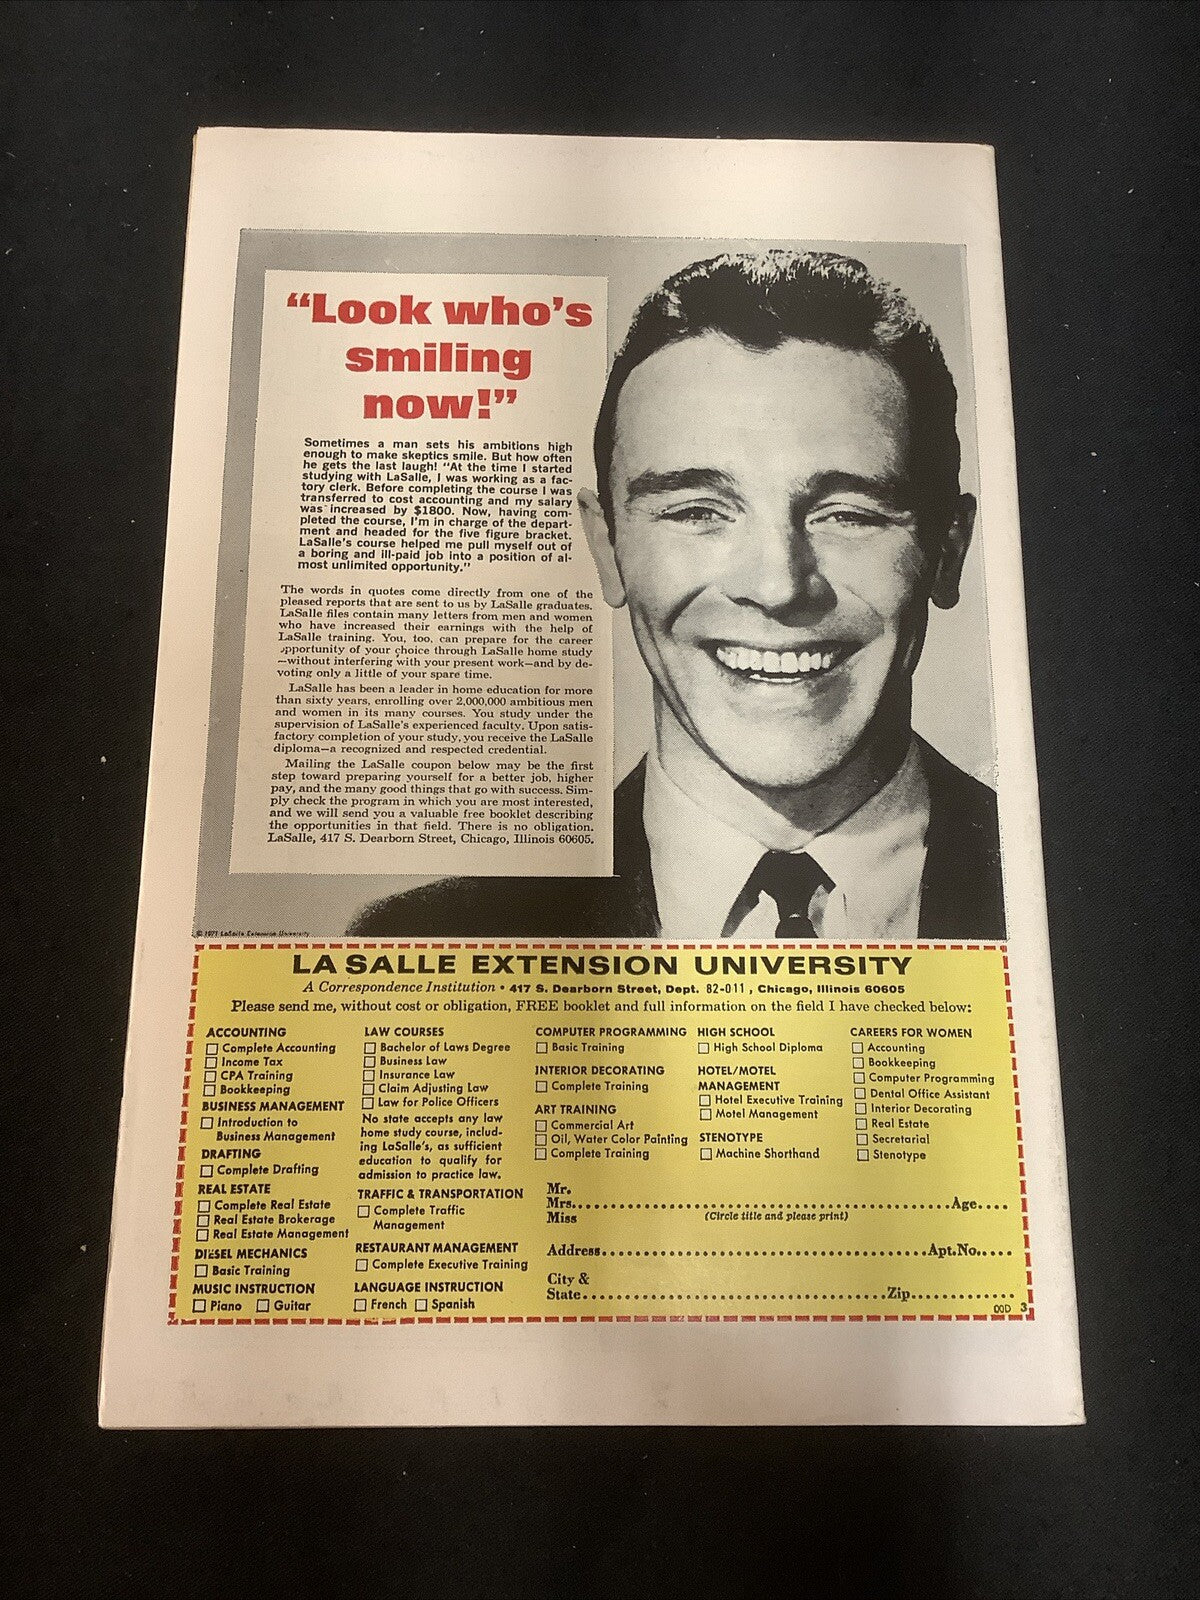 “Look who’s
smiling
now!”
Sometimes a man sets his ambitions high
enough to make skeptics smile. But how often
he gets the last laugh! “At the time I started
studying with LaSalle, I was working as a fac-
tory clerk. Before completing the course I was
transferred to cost accounting and my salary
was increased by $1800. Now, having com-
pleted the course, I’m in charge of the depart-
ment and headed for the five figure bracket.
LaSalle’s course helped me pull myself out of
a boring and ill-paid job into a position of al-
most unlimited opportunity.”
The words in quotes come directly from one of the
pleased reports that are sent to us by LaSalle graduates.
LaSalle files contain many letters from men and women
who have increased their earnings with the help of
LaSalle training. You, too, can prepare for the career
opportunity of your choice through LaSalle home study
—without interfering with your present work—and by de-
voting only a little of your spare time.
LaSalle has been a leader in home education for more
than sixty years, enrolling over 2,000,000 ambitious men
and women in its many courses. You study under the
supervision of LaSalle’s experienced faculty. Upon satis-
factory completion of your study, you receive the LaSalle
diploma—a recognized and respected credential.
Mailing the LaSalle coupon below may be the first
step toward preparing yourself for a better job, higher
pay, and the many good things that go with success. Sim-
ply check the program in which you are most interested,
and we will send you a valuable free booklet describing
the opportunities in that field. There is no obligation.
LaSalle, 417 S. Dearborn Street, Chicago, Illinois 60605.
© 1971 LaSalle Extension University
LA SALLE EXTENSION UNIVERSITY
A Correspondence Institution • 417 S. Dearborn Street, Dept. 82-011, Chicago, Illinois 60605
Please send me, without cost or obligation, FREE booklet and full information on the field I have checked below:
ACCOUNTING
Complete Accounting
Income Tax
CPA Training
Bookkeeping
BUSINESS MANAGEMENT
Introduction to
Business Management
DRAFTING
Complete Drafting
REAL ESTATE
Complete Real Estate
Real Estate Brokerage
Real Estate Management
DIESEL MECHANICS
Basic Training
MUSIC INSTRUCTION
Piano Guitar
LAW COURSES
Bachelor of Laws Degree
Business Law
Insurance Law
Claim Adjusting Law
Law for Police Officers
No state accepts any law
home study course, includ-
ing LaSalle’s, as sufficient
education to qualify for
admission to practice law.
TRAFFIC & TRANSPORTATION
Complete Traffic
Management
RESTAURANT MANAGEMENT
Complete Executive Training
LANGUAGE INSTRUCTION
French Spanish
COMPUTER PROGRAMMING
Basic Training
INTERIOR DECORATING
Complete Training
ART TRAINING
Commercial Art
Oil, Water Color Painting
Complete Training
HIGH SCHOOL
High School Diploma
HOTEL/MOTEL
MANAGEMENT
Hotel Executive Training
Motel Management
STENOTYPE
Machine Shorthand
CAREERS FOR WOMEN
Accounting
Bookkeeping
Computer Programming
Dental Office Assistant
Interior Decorating
Real Estate
Secretarial
Stenotype
Mr.
Mrs. Age
Miss (Circle title and please print)
Address Apt.No.
City &
State Zip
00D 3